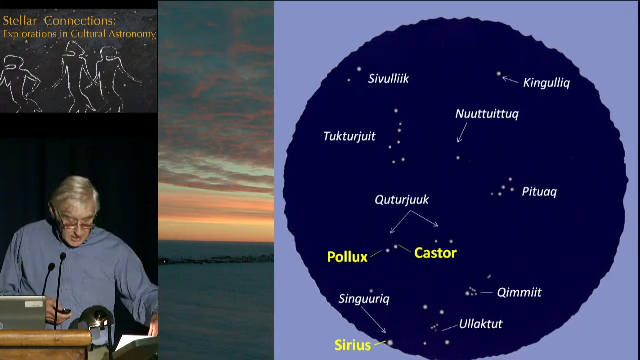 Stellar Connections:
Explorations in Cultural Astronomy
Sivulliik
Kingulliq
Nuuttuittuq
Tukturjuit
Pituaq
Quturjuuk
Pollux
Castor
Singuuriq
Qimmiit
Ullaktut
Sirius